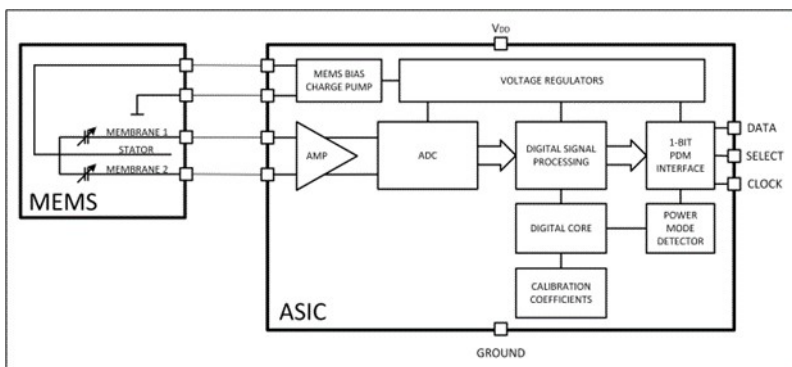 V_DD
MEMS BIAS
CHARGE PUMP
VOLTAGE REGULATORS
MEMBRANE 1
STATOR
MEMBRANE 2
MEMS
AMP
ADC
DIGITAL SIGNAL
PROCESSING
1-BIT
PDM
INTERFACE
DATA
SELECT
CLOCK
DIGITAL CORE
POWER
MODE
DETECTOR
CALIBRATION
COEFFICIENTS
ASIC
GROUND